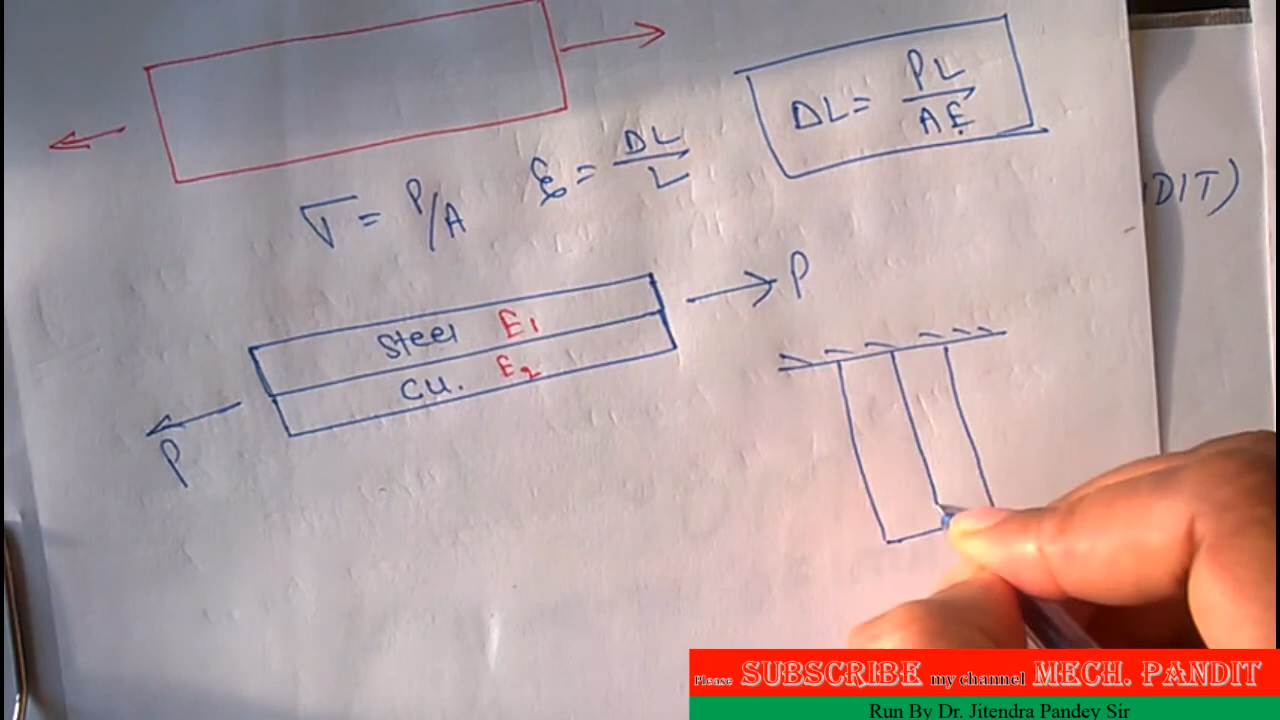 ΔL = PL/AE
σ = P/A
ε = ΔL/L
DIT)
P
Steel E1
Cu. E2
P
Please SUBSCRIBE my channel MECH. PANDIT
Run By Dr. Jitendra Pandey Sir